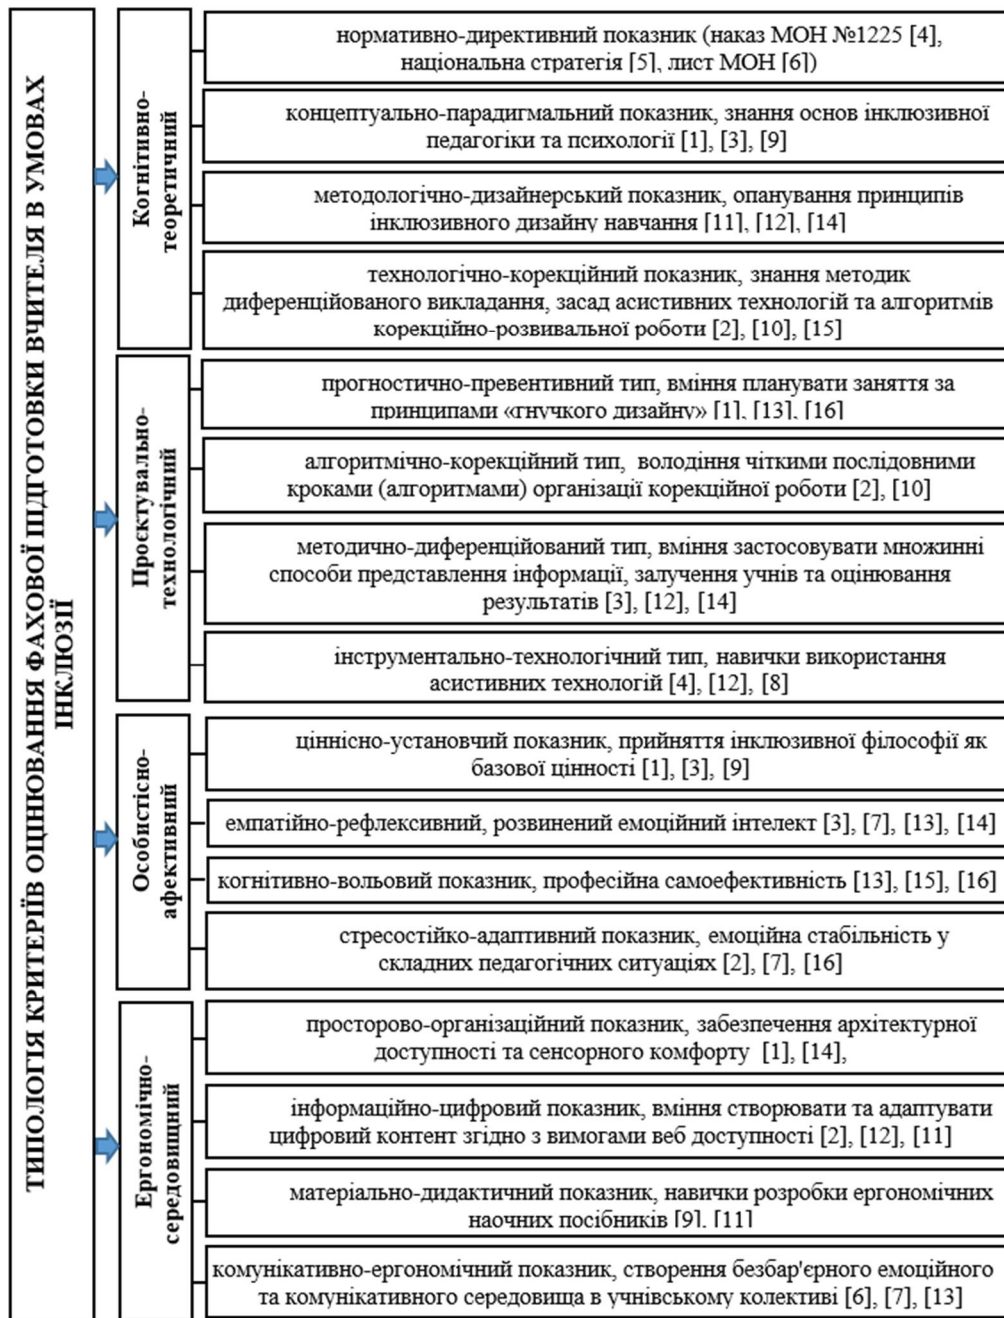 ТИПОЛОГІЯ КРИТЕРІЇВ ОЦІНЮВАННЯ ФАХОВОЇ ПІДГОТОВКИ ВЧИТЕЛЯ В УМОВАХ
ІНКЛЮЗІЇ
Когнітивно-
теоретичний
нормативно-директивний показник (наказ МОН №1225 [4],
національна стратегія [5], лист МОН [6])
концептуально-парадигмальний показник, знання основ інклюзивної
педагогіки та психології [1], [3], [9]
методологічно-дизайнерський показник, опанування принципів
інклюзивного дизайну навчання [11], [12], [14]
технологічно-корекційний показник, знання методик
диференційованого викладання, засад асистивних технологій та алгоритмів
корекційно-розвивальної роботи [2], [10], [15]
Проєктувально-
технологічний
прогностично-превентивний тип, вміння планувати заняття за
принципами «гнучкого дизайну» [1], [13], [16]
алгоритмічно-корекційний тип, володіння чіткими послідовними
кроками (алгоритмами) організації корекційної роботи [2], [10]
методично-диференційований тип, вміння застосовувати множинні
способи представлення інформації, залучення учнів та оцінювання
результатів [3], [12], [14]
інструментально-технологічний тип, навички використання
асистивних технологій [4], [12], [8]
Особистісно-
афективний
ціннісно-установчий показник, прийняття інклюзивної філософії як
базової цінності [1], [3], [9]
емпатійно-рефлексивний, розвинений емоційний інтелект [3], [7], [13], [14]
когнітивно-вольовий показник, професійна самоефективність [13], [15], [16]
стресостійко-адаптивний показник, емоційна стабільність у
складних педагогічних ситуаціях [2], [7], [16]
Ергономічно-
середовищний
просторово-організаційний показник, забезпечення архітектурної
доступності та сенсорного комфорту [1], [14],
інформаційно-цифровий показник, вміння створювати та адаптувати
цифровий контент згідно з вимогами веб доступності [2], [12], [11]
матеріально-дидактичний показник, навички розробки ергономічних
наочних посібників [9], [11]
комунікативно-ергономічний показник, створення безбар'єрного емоційного
та комунікативного середовища в учнівському колективі [6], [7], [13]